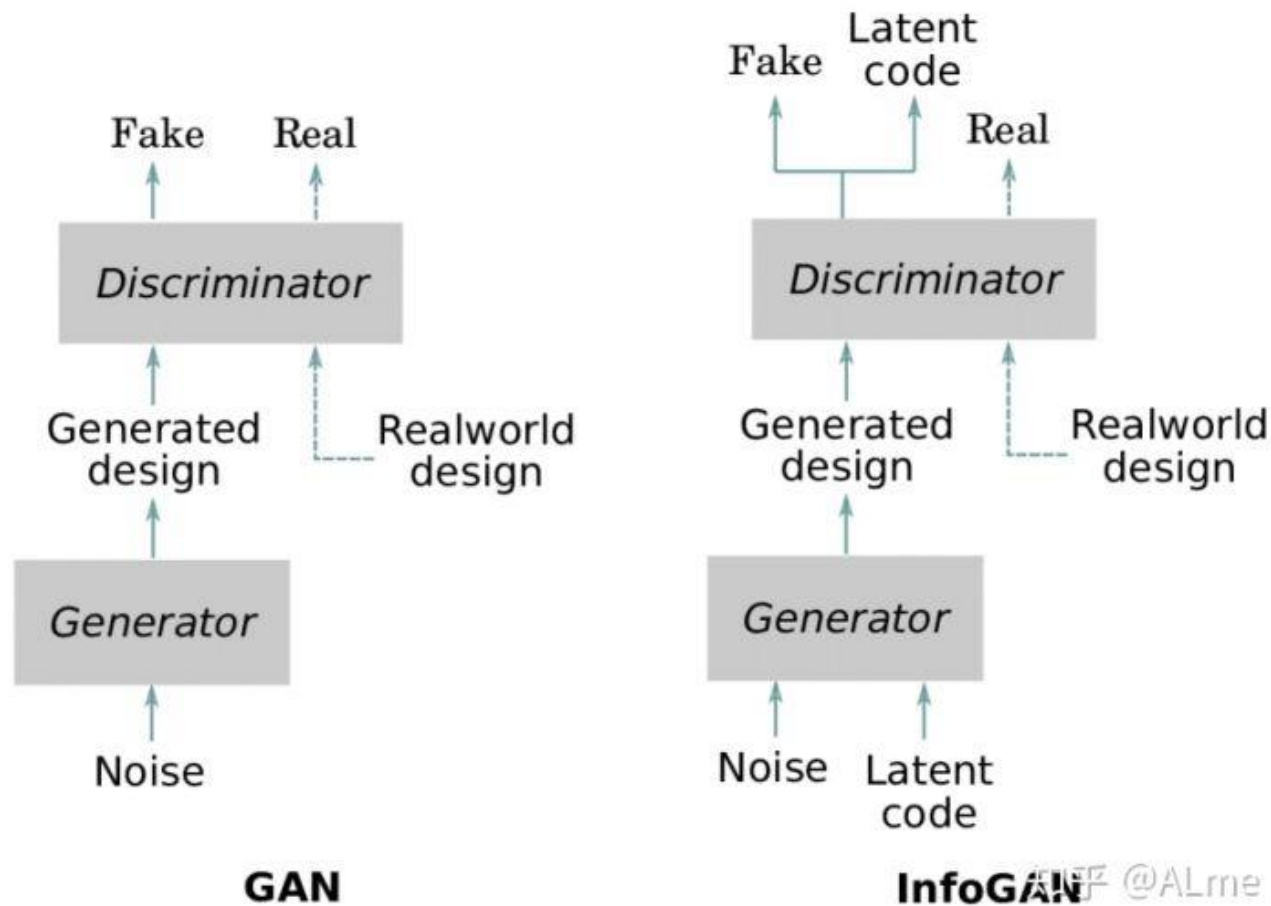 Fake Real
Discriminator
Generated
design
Realworld
design
Generator
Noise
GAN
Fake
Latent
code
Real
Discriminator
Generated
design
Realworld
design
Generator
Noise
Latent
code
InfoGAN
知乎 @ALme